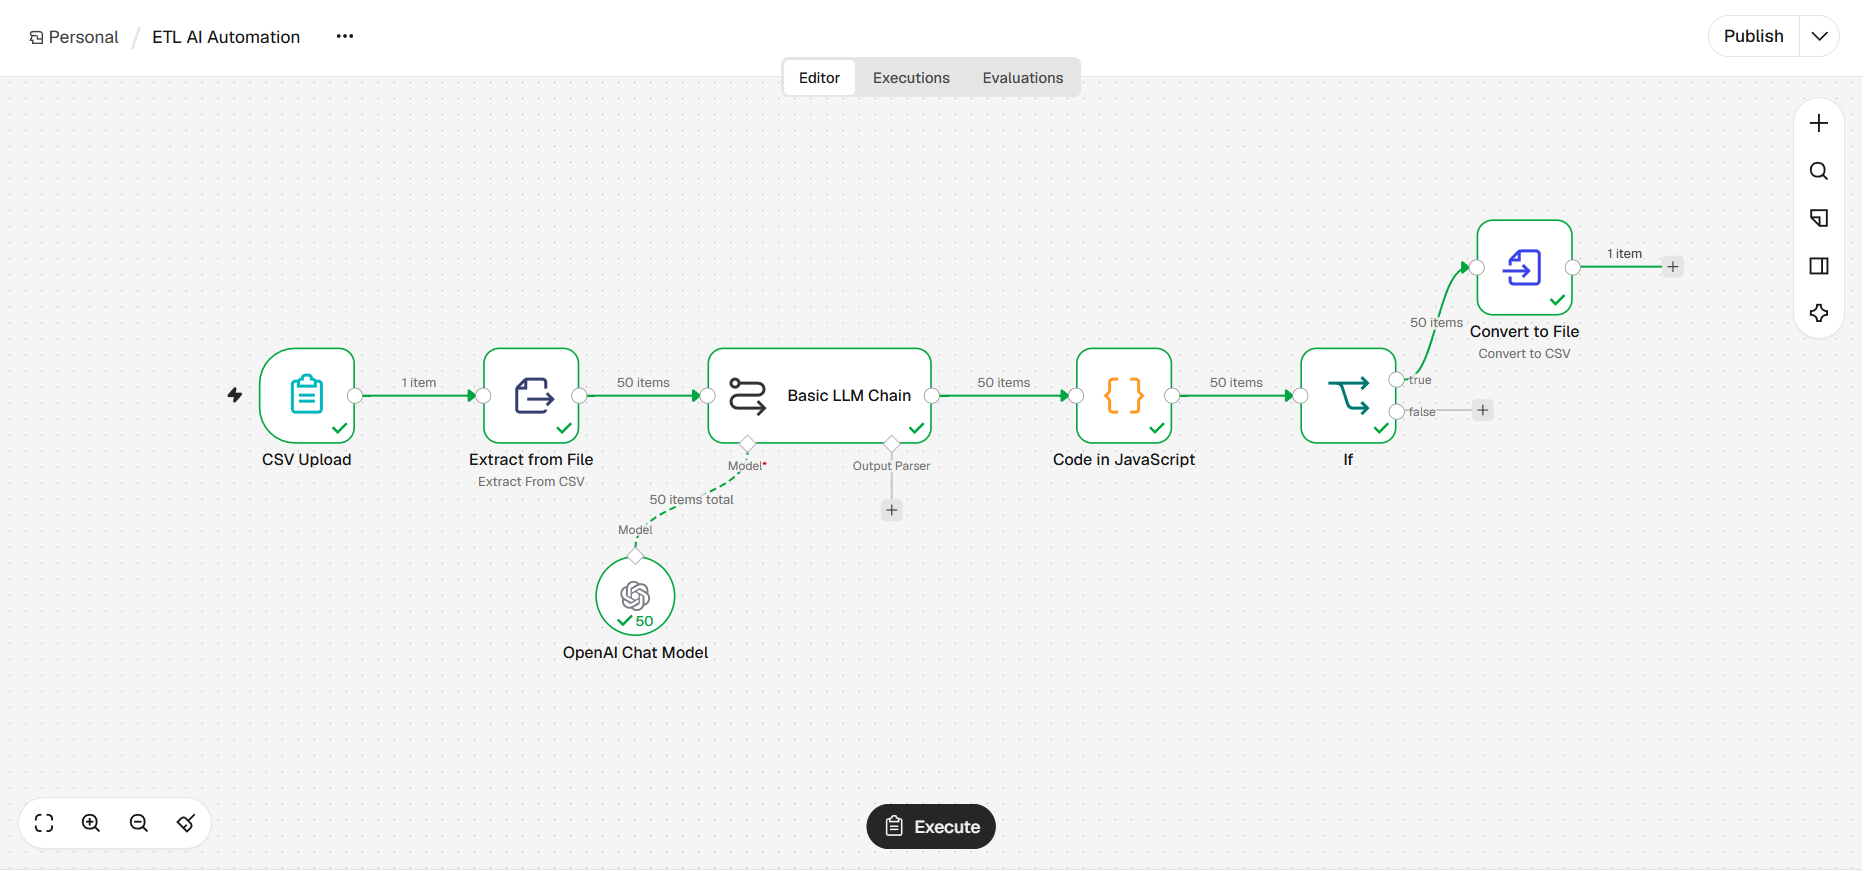 Personal / ETL AI Automation
Publish
Editor Executions Evaluations
1 item
50 items
Convert to File
Convert to CSV
1 item
50 items
Basic LLM Chain
50 items
50 items
true
false
CSV Upload
Extract from File
Extract From CSV
Model*
Output Parser
Code in JavaScript
If
50 items total
Model
50
OpenAI Chat Model
Execute